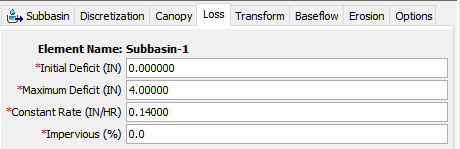 Subbasin Discretization Canopy Loss Transform Baseflow Erosion Options
Element Name: Subbasin-1
*Initial Deficit (IN) 0.000000
*Maximum Deficit (IN) 4.00000
*Constant Rate (IN/HR) 0.14000
*Impervious (%) 0.0